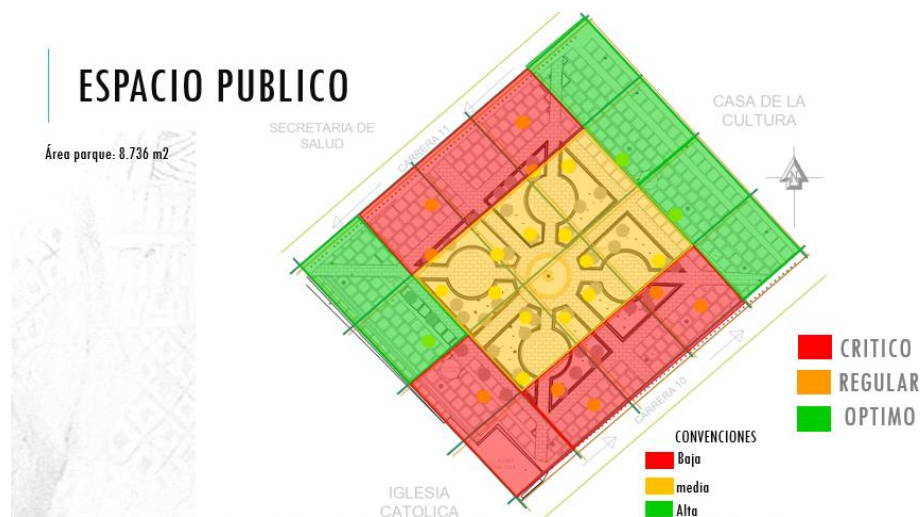 ESPACIO PUBLICO
Área parque: 8.736 m2
SECRETARIA DE
SALUD
CARRERA 11
CASA DE LA
CULTURA
N
CARRERA 10
IGLESIA
CATOLICA
CRITICO
REGULAR
OPTIMO
CONVENCIONES
Baja
media
Alta